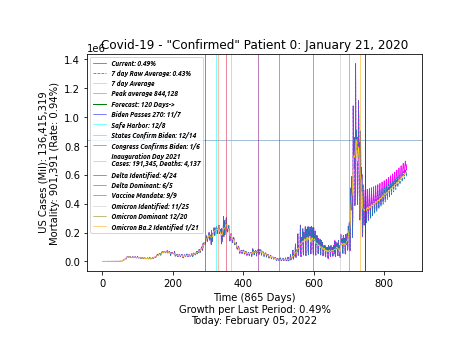 Covid-19 - "Confirmed" Patient 0: January 21, 2020
1e6
1.4
1.2
1.0
0.8
0.6
0.4
0.2
0.0
US Cases (Mil): 136,415,319
Mortality: 901,391 (Rate: 0.94%)
Current: 0.49%
7 day Raw Average: 0.43%
7 day Average
Peak average 844,128
Forecast: 120 Days->
Biden Passes 270: 11/7
Safe Harbor: 12/8
States Confirm Biden: 12/14
Congress Confirms Biden: 1/6
Inauguration Day 2021
Cases: 191,345, Deaths: 4,137
Delta Identified: 4/24
Delta Dominant: 6/5
Vaccine Mandate: 9/9
Omicron Identified: 11/25
Omicron Dominant 12/20
Omicron Ba.2 Identified 1/21
0 200 400 600 800
Time (865 Days)
Growth per Last Period: 0.49%
Today: February 05, 2022